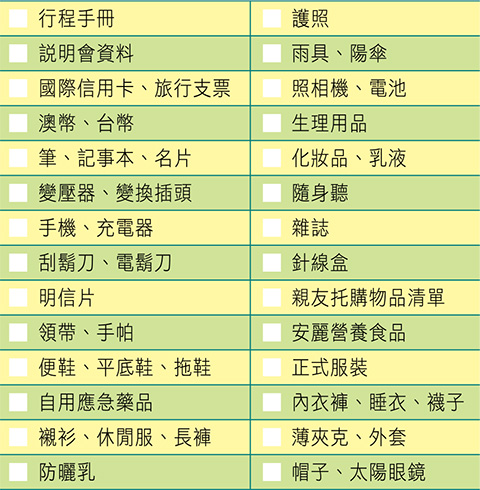 行程手冊
護照
說明會資料
雨具、陽傘
國際信用卡、旅行支票
照相機、電池
澳幣、台幣
生理用品
筆、記事本、名片
化妝品、乳液
變壓器、變換插頭
隨身聽
手機、充電器
雜誌
刮鬍刀、電鬍刀
針線盒
明信片
親友托購物品清單
領帶、手帕
安麗營養食品
便鞋、平底鞋、拖鞋
正式服裝
自用應急藥品
內衣褲、睡衣、襪子
襯衫、休閒服、長褲
薄夾克、外套
防曬乳
帽子、太陽眼鏡